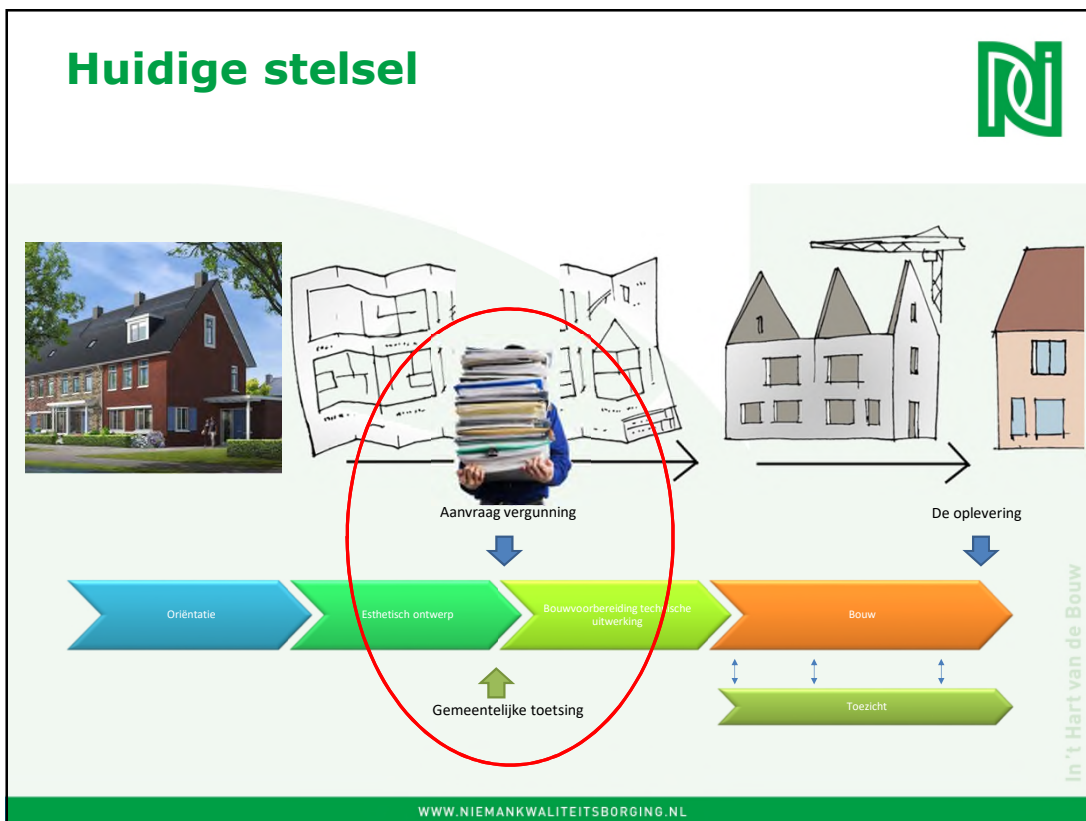 Huidige stelsel
Aanvraag vergunning
De oplevering
Oriëntatie
Esthetisch ontwerp
Bouwvoorbereiding technische
uitwerking
Bouw
Gemeentelijke toetsing
Toezicht
In 't Hart van de Bouw
WWW.NIEMANKWALITEITSBORGING.NL